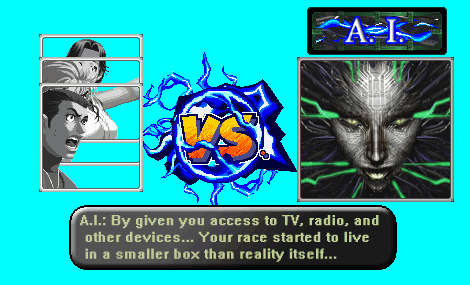 A. I.
VS.
A.I.: By given you access to TV, radio, and
other devices... Your race started to live
in a smaller box than reality itself...